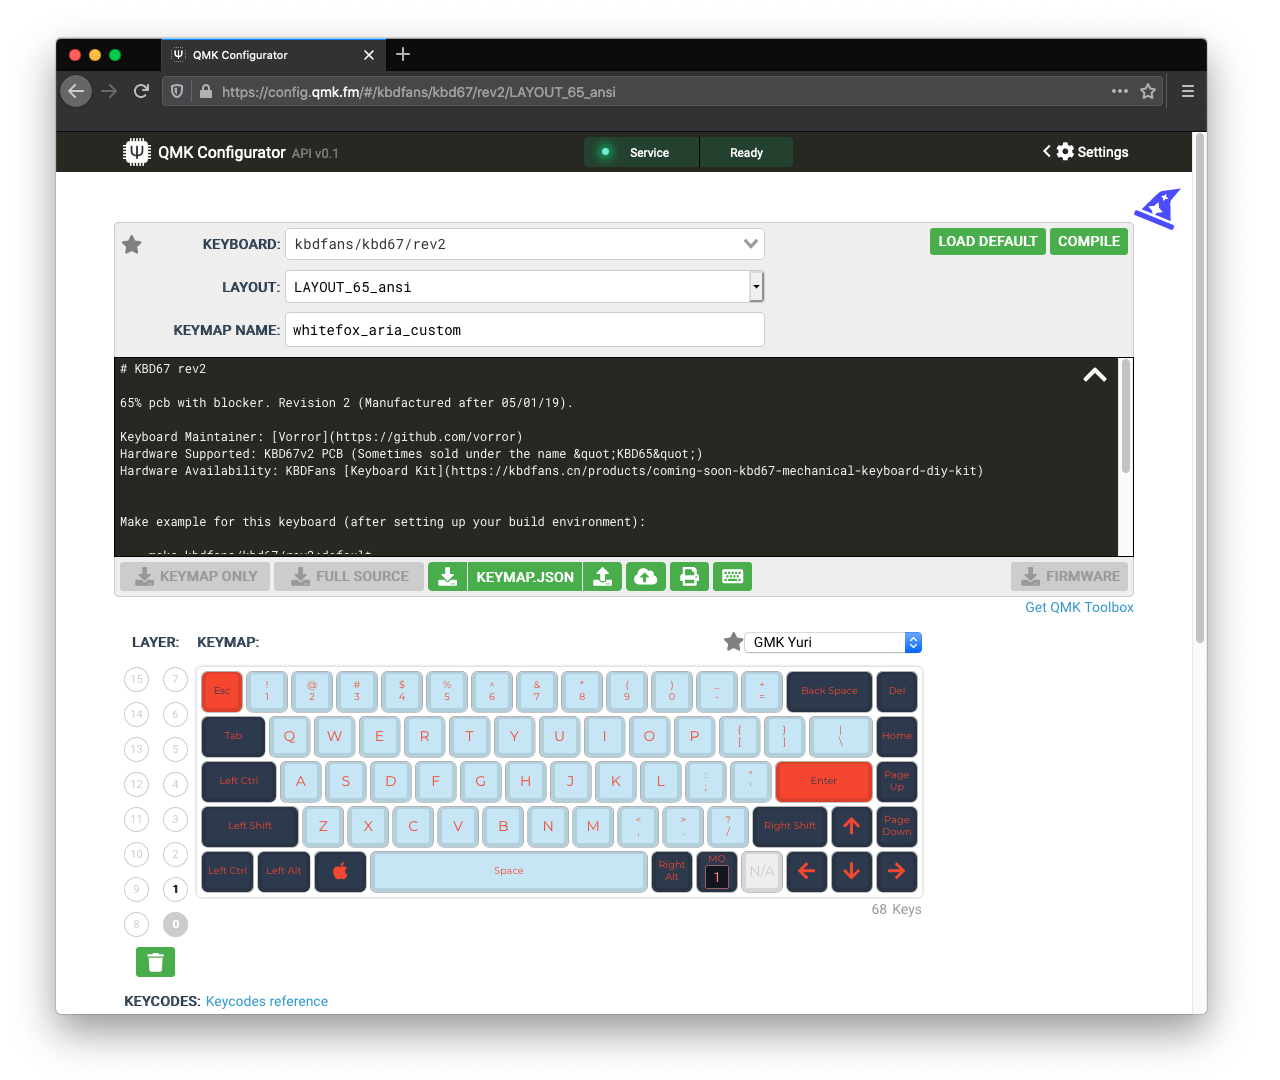 QMK Configurator
https://config.qmk.fm/#/kbdfans/kbd67/rev2/LAYOUT_65_ansi
QMK Configurator API v0.1
Service
Ready
Settings
KEYBOARD: kbdfans/kbd67/rev2
LOAD DEFAULT
COMPILE
LAYOUT: LAYOUT_65_ansi
KEYMAP NAME: whitefox_aria_custom
# KBD67 rev2
65% pcb with blocker. Revision 2 (Manufactured after 05/01/19).
Keyboard Maintainer: [Vorror](https://github.com/vorror)
Hardware Supported: KBD67v2 PCB (Sometimes sold under the name &quot;KBD65&quot;)
Hardware Availability: KBDFans [Keyboard Kit](https://kbdfans.cn/products/coming-soon-kbd67-mechanical-keyboard-diy-kit)
Make example for this keyboard (after setting up your build environment):
make kbdfans/kbd67/rev2:default
KEYMAP ONLY
FULL SOURCE
KEYMAP.JSON
FIRMWARE
Get QMK Toolbox
LAYER:
KEYMAP:
GMK Yuri
15 7
14 6
13 5
12 4
11 3
10 2
9 1
8 0
Esc ! 1 @ 2 # 3 $ 4 % 5 ^ 6 & 7 * 8 ( 9 ) 0 _ - + = Back Space Del
Tab Q W E R T Y U I O P { [ } ] | \ Home
Left Ctrl A S D F G H J K L : ; " ' Enter Page Up
Left Shift Z X C V B N M < , > . ? / Right Shift Page Down
Left Ctrl Left Alt Space Right Alt MO 1 N/A
68 Keys
KEYCODES: Keycodes reference